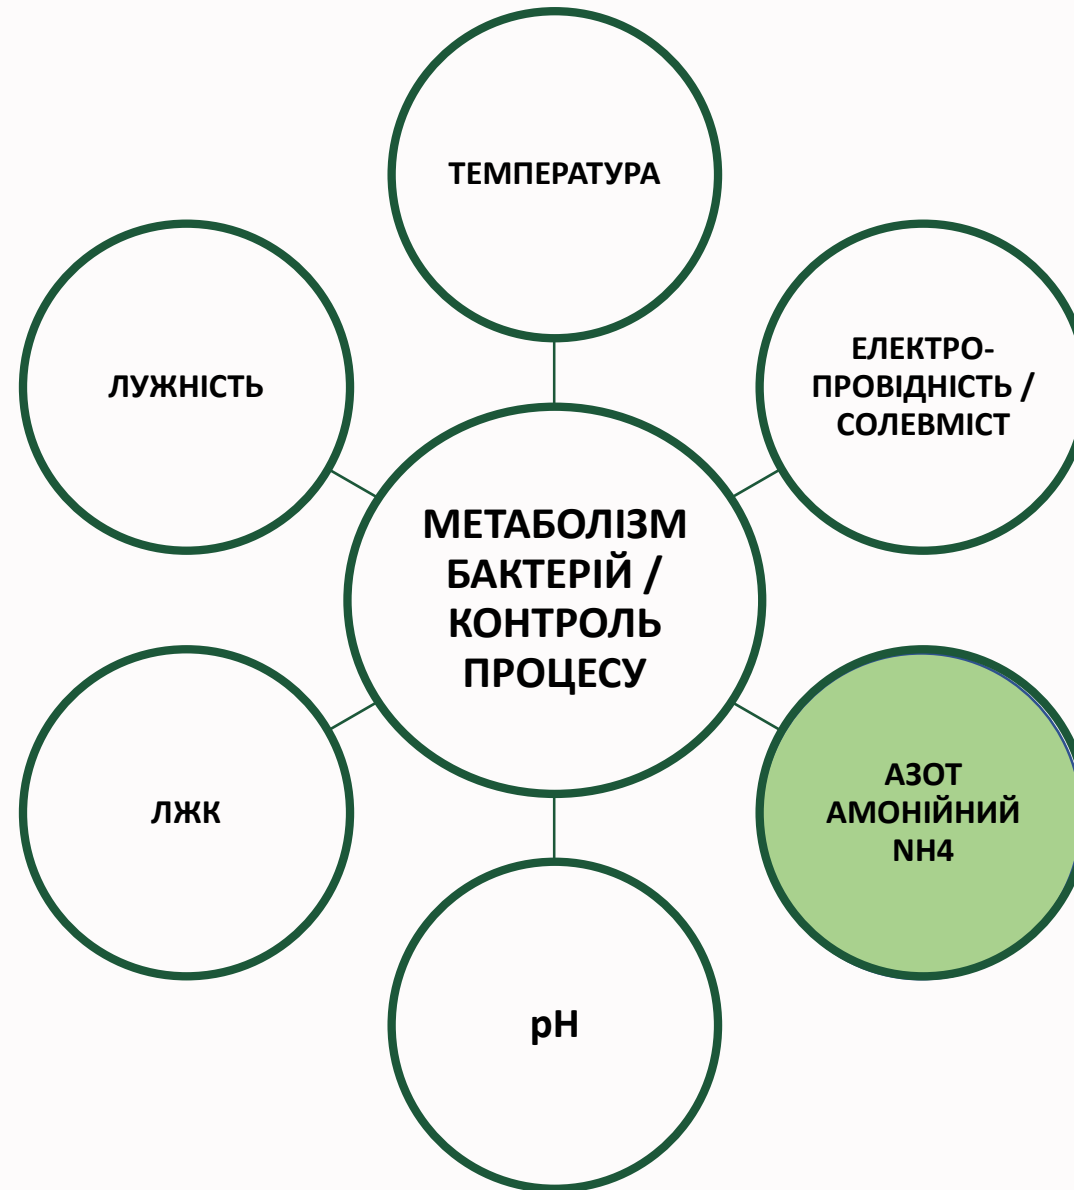 ТЕМПЕРАТУРА
ЛУЖНІСТЬ
ЕЛЕКТРО-
ПРОВІДНІСТЬ /
СОЛЕВМІСТ
МЕТАБОЛІЗМ
БАКТЕРІЙ /
КОНТРОЛЬ
ПРОЦЕСУ
ЛЖК
АЗОТ
АМОНІЙНИЙ
NH4
pH